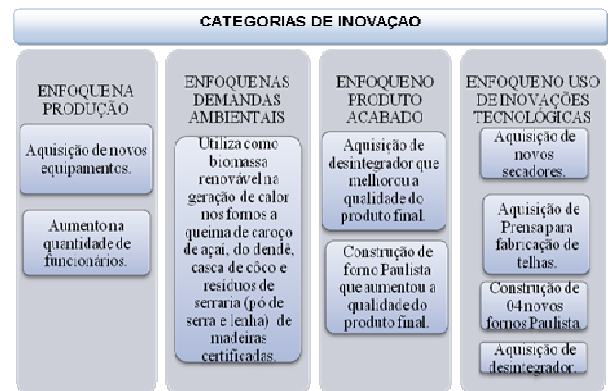 CATEGORIAS DE INOVAÇAO
ENFOQUE NA
PRODUÇÃO
Aquisição de novos
equipamentos.
Aumento na
quantidade de
funcionários.
ENFOQUE NAS
DEMANDAS
AMBIENTAIS
Utiliza como
biomassa
renovável na
geração de calor
nos fornos a
queima de caroço
de açaí, do dendê,
casca de côco e
resíduos de
serraria (pó de
serra e lenha) de
madeiras
certificadas.
ENFOQUE NO
PRODUTO
ACABADO
Aquisição de
desintegrador que
melhorou a
qualidade do
produto final.
Construção de
forno Paulista
que aumentou a
qualidade do
produto final.
ENFOQUE NO USO
DE INOVAÇÕES
TECNOLÓGICAS
Aquisição de
novos
secadores.
Aquisição de
Prensa para
fabricação de
telhas.
Construção de
04 novos
fornos Paulista
Aquisição de
desintegrador.